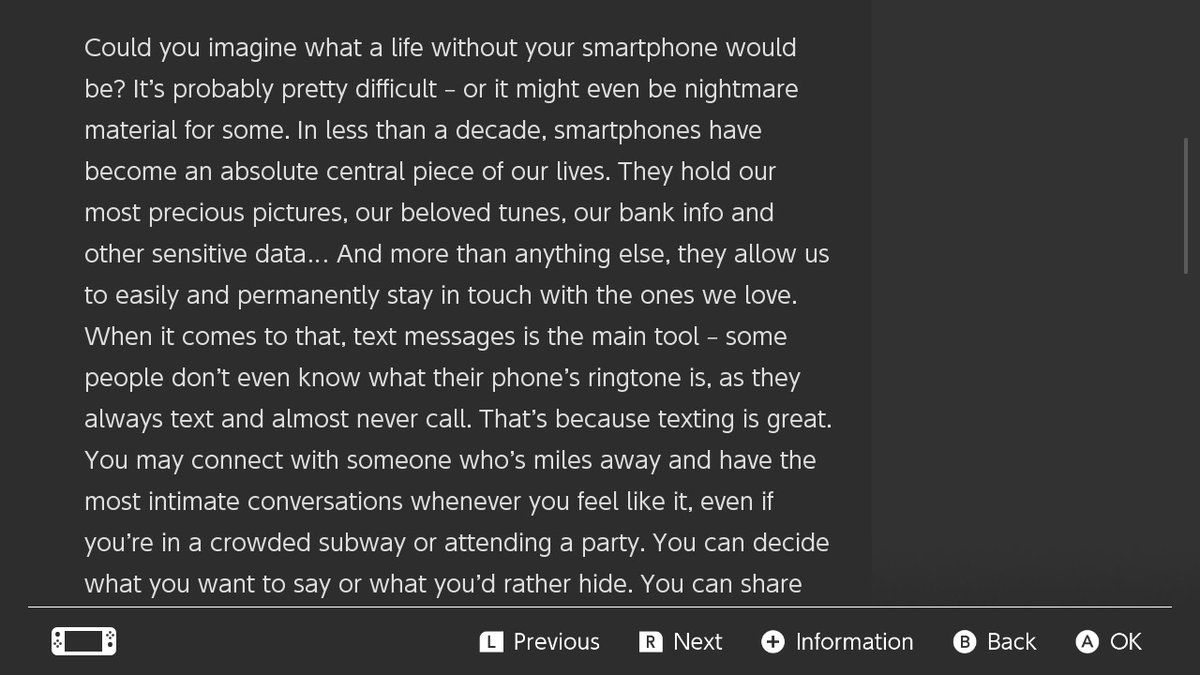 Could you imagine what a life without your smartphone would
be? It’s probably pretty difficult – or it might even be nightmare
material for some. In less than a decade, smartphones have
become an absolute central piece of our lives. They hold our
most precious pictures, our beloved tunes, our bank info and
other sensitive data… And more than anything else, they allow us
to easily and permanently stay in touch with the ones we love.
When it comes to that, text messages is the main tool – some
people don’t even know what their phone’s ringtone is, as they
always text and almost never call. That’s because texting is great.
You may connect with someone who’s miles away and have the
most intimate conversations whenever you feel like it, even if
you’re in a crowded subway or attending a party. You can decide
what you want to say or what you’d rather hide. You can share
L Previous R Next + Information B Back A OK